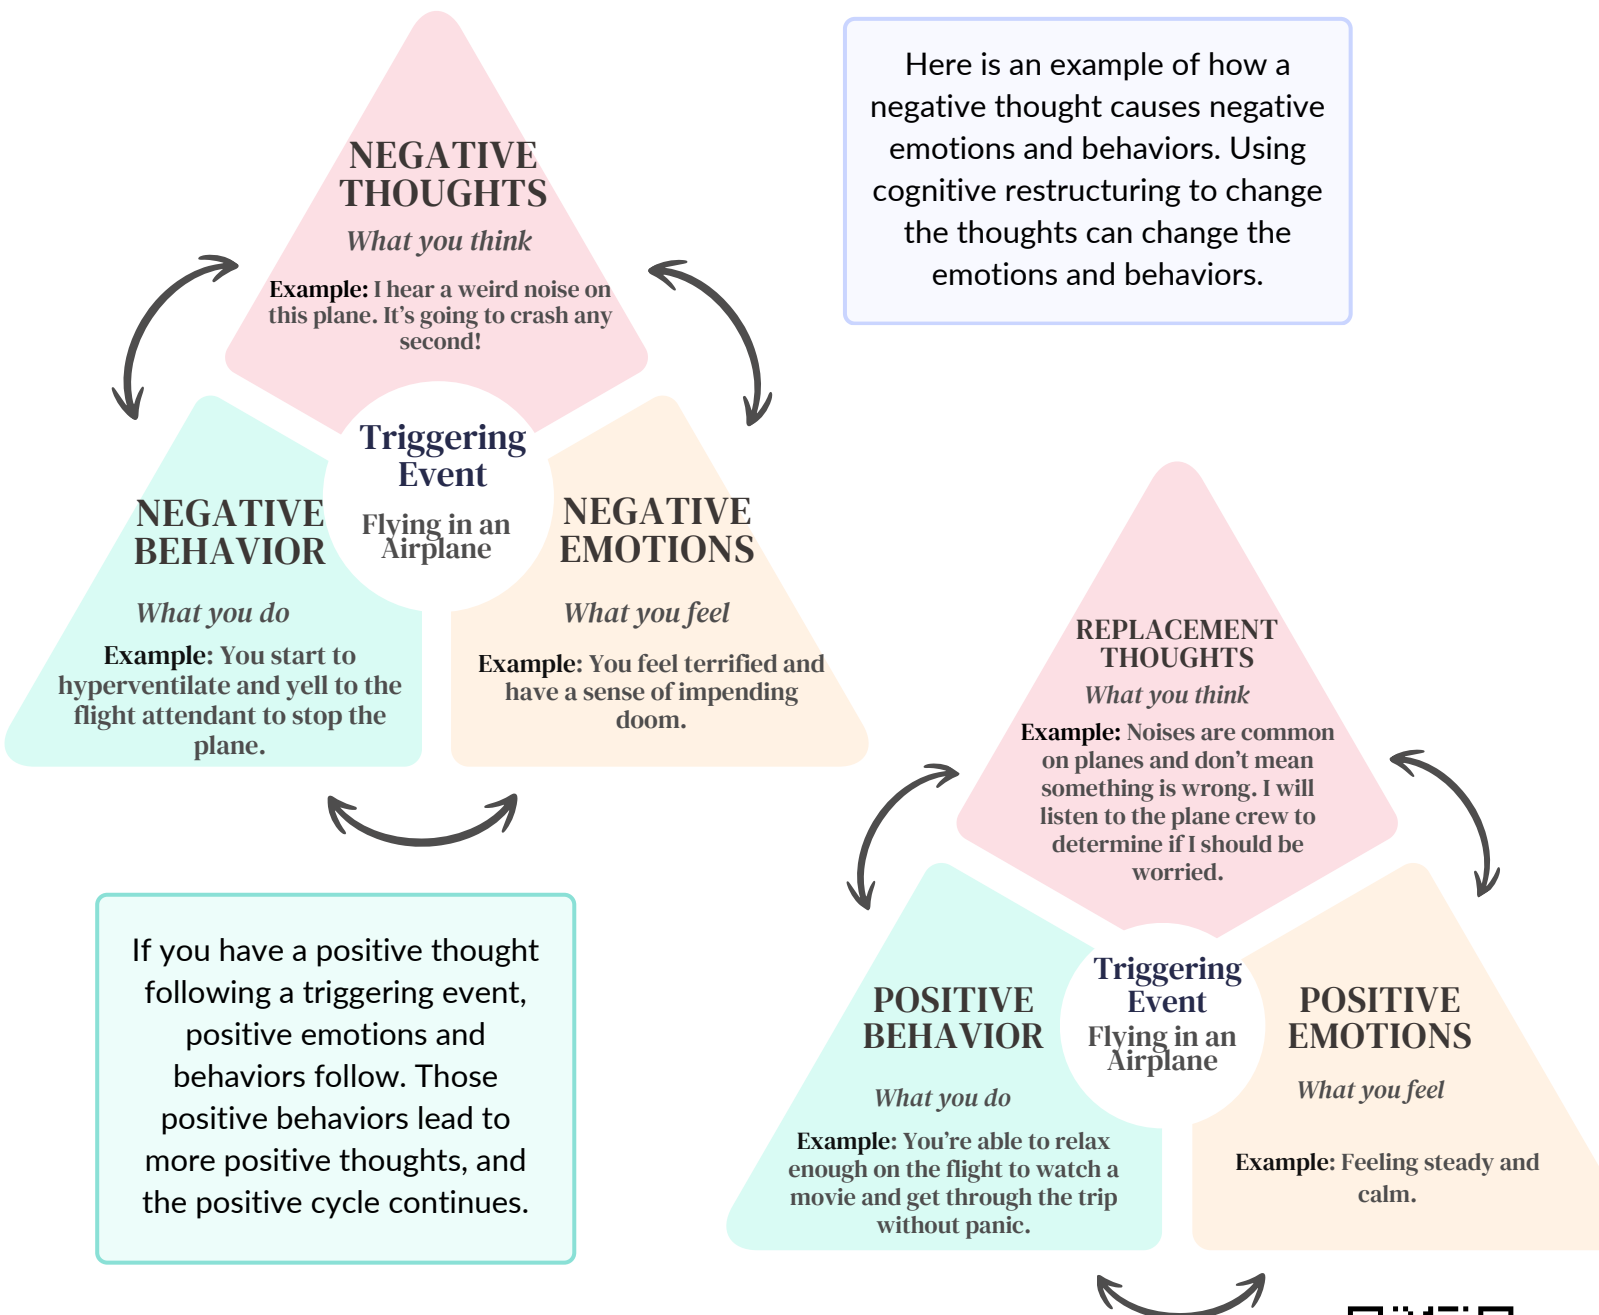 NEGATIVE
THOUGHTS
What you think
Example: I hear a weird noise on
this plane. It’s going to crash any
second!
Here is an example of how a
negative thought causes negative
emotions and behaviors. Using
cognitive restructuring to change
the thoughts can change the
emotions and behaviors.
Triggering
Event
Flying in an
Airplane
NEGATIVE
BEHAVIOR
What you do
Example: You start to
hyperventilate and yell to the
flight attendant to stop the
plane.
NEGATIVE
EMOTIONS
What you feel
Example: You feel terrified and
have a sense of impending
doom.
REPLACEMENT
THOUGHTS
What you think
Example: Noises are common
on planes and don’t mean
something is wrong. I will
listen to the plane crew to
determine if I should be
worried.
If you have a positive thought
following a triggering event,
positive emotions and
behaviors follow. Those
positive behaviors lead to
more positive thoughts, and
the positive cycle continues.
Triggering
Event
Flying in an
Airplane
POSITIVE
BEHAVIOR
What you do
Example: You’re able to relax
enough on the flight to watch a
movie and get through the trip
without panic.
POSITIVE
EMOTIONS
What you feel
Example: Feeling steady and
calm.